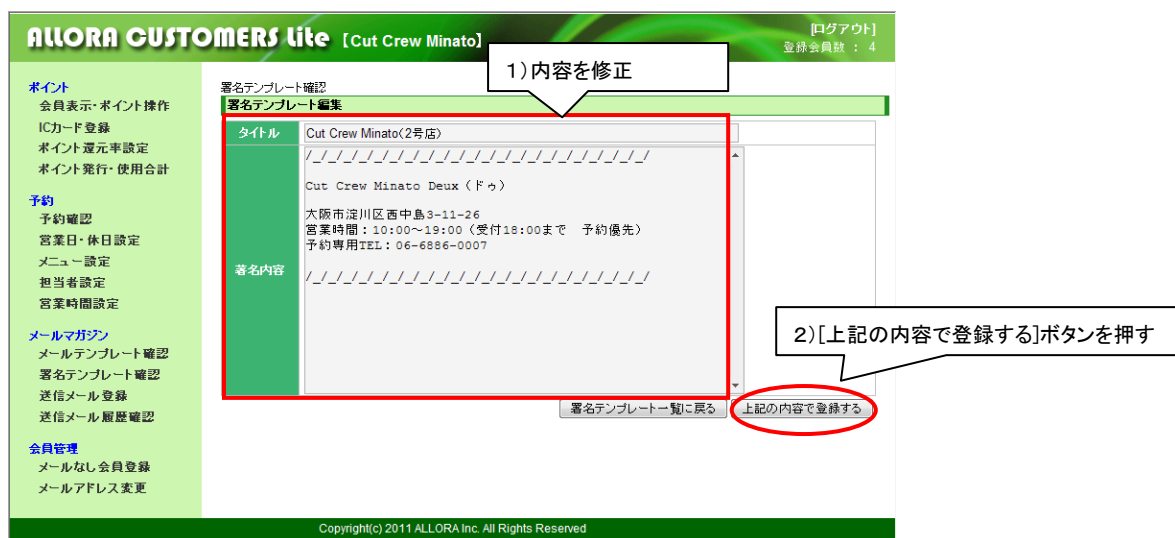 ALLORA CUSTOMERS Lite [Cut Crew Minato]
[ログアウト]
登録会員数 : 4
1)内容を修正
ポイント
会員表示・ポイント操作
ICカード登録
ポイント還元率設定
ポイント発行・使用合計
予約
予約確認
営業日・休日設定
メニュー設定
担当者設定
営業時間設定
メールマガジン
メールテンプレート確認
署名テンプレート確認
送信メール登録
送信メール履歴確認
会員管理
メールなし会員登録
メールアドレス変更
署名テンプレート確認
署名テンプレート編集
タイトル
Cut Crew Minato(2号店)
著名内容
/_/_/_/_/_/_/_/_/_/_/_/_/_/_/_/_/_/_/_/_/_/_/
Cut Crew Minato Deux (ドゥ)
大阪市淀川区西中島3-11-26
営業時間:10:00~19:00(受付18:00まで 予約優先)
予約専用TEL:06-6886-0007
/_/_/_/_/_/_/_/_/_/_/_/_/_/_/_/_/_/_/_/_/_/_/
2)[上記の内容で登録する]ボタンを押す
署名テンプレート一覧に戻る
上記の内容で登録する
Copyright(c) 2011 ALLORA Inc. All Rights Reserved